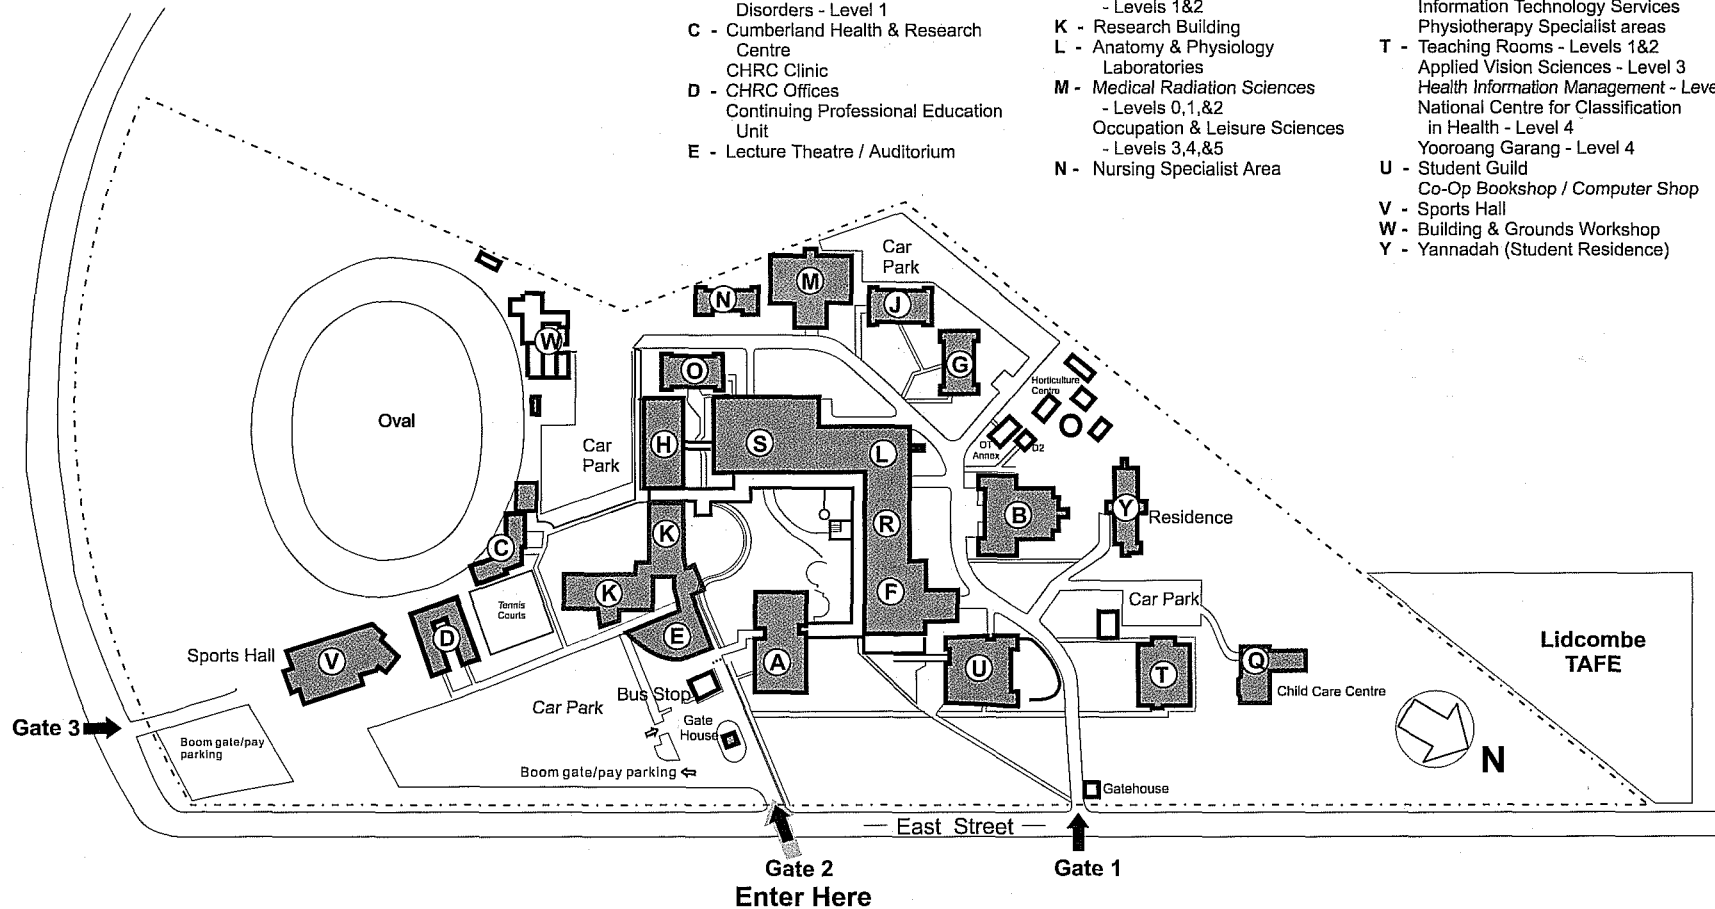 Disorders - Level 1
C - Cumberland Health & Research
Centre
CHRC Clinic
D - CHRC Offices
Continuing Professional Education
Unit
E - Lecture Theatre / Auditorium
- Levels 1&2
K - Research Building
L - Anatomy & Physiology
Laboratories
M - Medical Radiation Sciences
- Levels 0,1,&2
Occupation & Leisure Sciences
- Levels 3,4,&5
N - Nursing Specialist Area
Information Technology Services
Physiotherapy Specialist areas
T - Teaching Rooms - Levels 1&2
Applied Vision Sciences - Level 3
Health Information Management - Leve
National Centre for Classification
in Health - Level 4
Yooroang Garang - Level 4
U - Student Guild
Co-Op Bookshop / Computer Shop
V - Sports Hall
W - Building & Grounds Workshop
Y - Yannadah (Student Residence)
Car
Park
M
N
J
W
G
O
Horticulture
Centre
Oval
H
S
L
Car
Park
OT
Annex
D2
B
Y
Residence
R
K
C
K
F
Tennis
Courts
Car Park
D
E
Sports Hall
V
A
U
T
Q
Lidcombe
TAFE
Child Care Centre
Bus Stop
Car Park
Gate
House
Gate 3
Boom gate/pay
parking
N
Boom gate/pay parking
Gatehouse
East Street
Gate 2
Enter Here
Gate 1